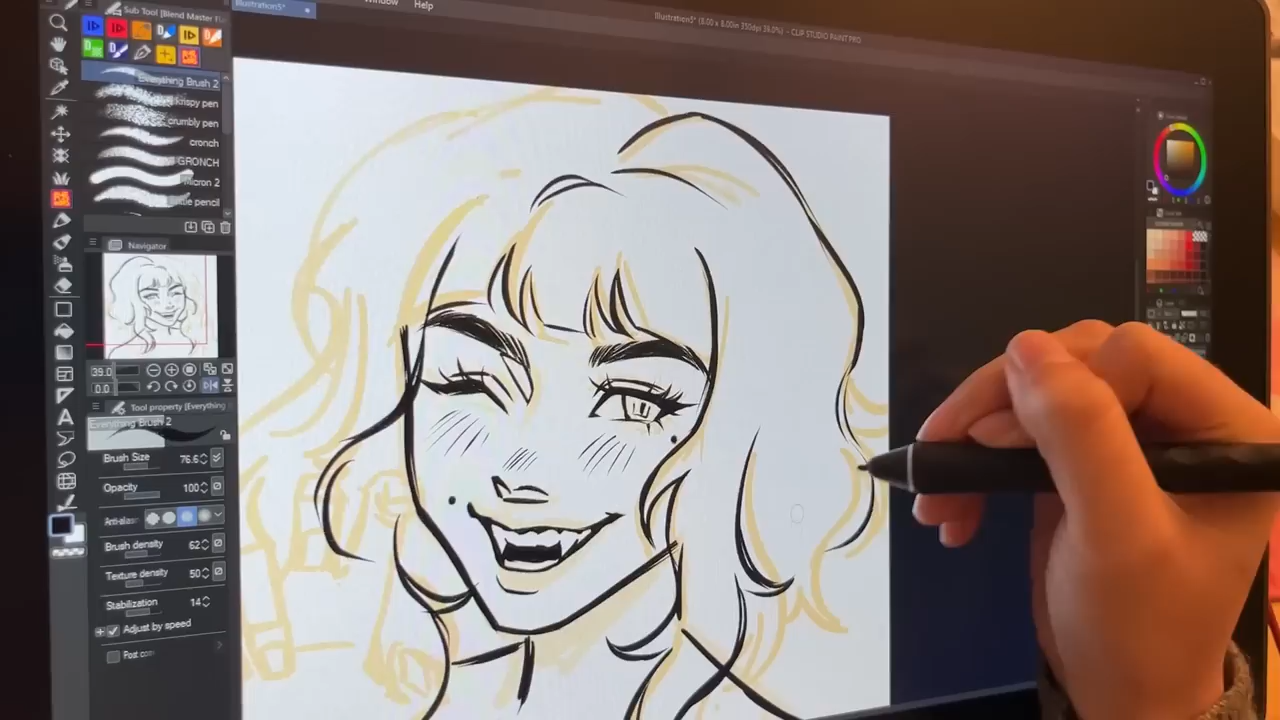 Window
Help
Illustration5*
Illustration5* (8.00 x 8.00in 350dpi 39.0%) - CLIP STUDIO PAINT PRO
Sub Tool [Blend Master
Everything Brush 2
krispy pen
crumbly pen
cronch
GRONCH
Micron 2
pencil
Navigator
39.0
0.0
Tool property [Everything
Everything Brush 2
Brush Size 76.6
Opacity 100
Anti-alias
Brush density 62
Texture density 50
Stabilization 14
Adjust by speed
Post